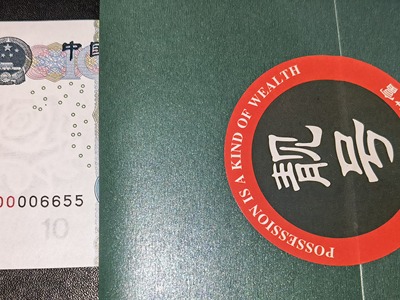 中国
00006655
10
POSSESSION IS A KIND OF WEALTH
靓号